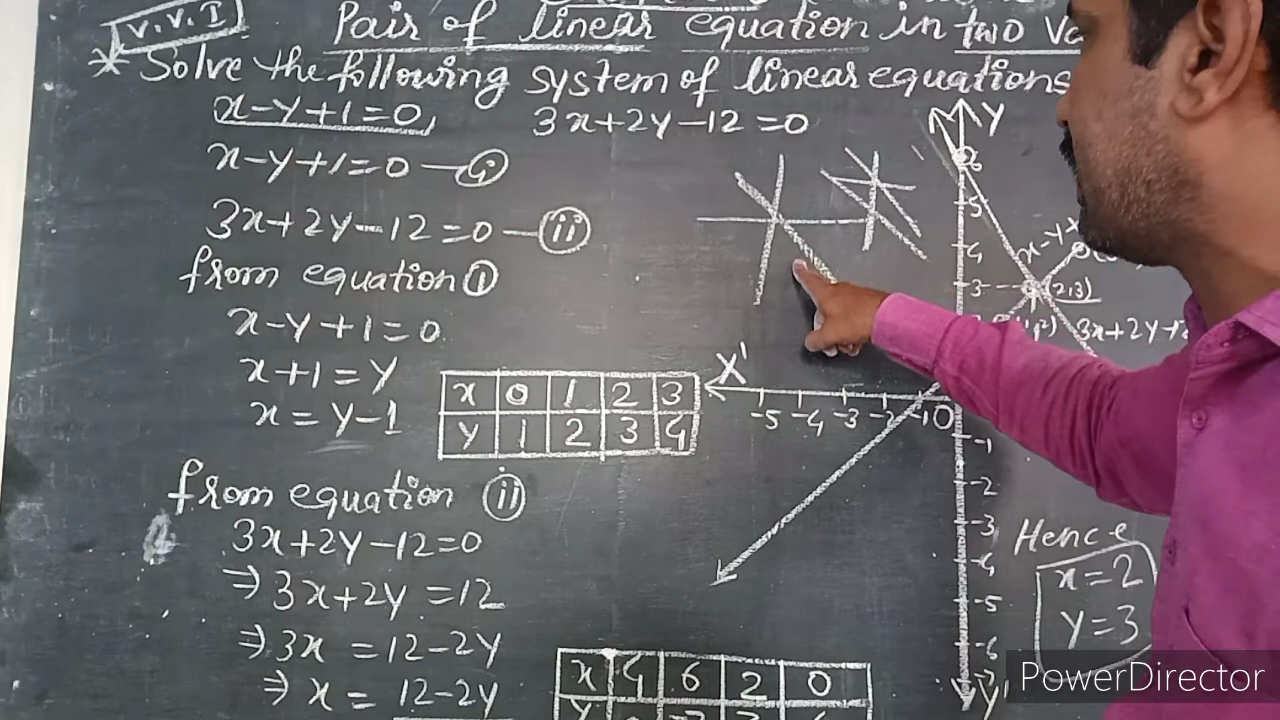 V.V.I
Pair of linear equation in two
* Solve the following system of linear equations
x-y+1=0, 3x+2y-12=0
x-y+1=0 — (i)
3x+2y-12=0 — (ii)
from equation (i)
x-y+1=0
x+1=y
x=y-1
x 0 1 2 3
y 1 2 3 4
from equation (ii)
3x+2y-12=0
⇒ 3x+2y=12
⇒ 3x = 12-2y
⇒ x = 12-2y
x 4 6 2 0
Y
6
5
4
3 (2,3)
3x+2y-12
X' -5 -4 -3 -2 -1 0
-1
-2
-3
-4
-5
-6
-7
Y'
Hence
x=2
y=3
PowerDirector